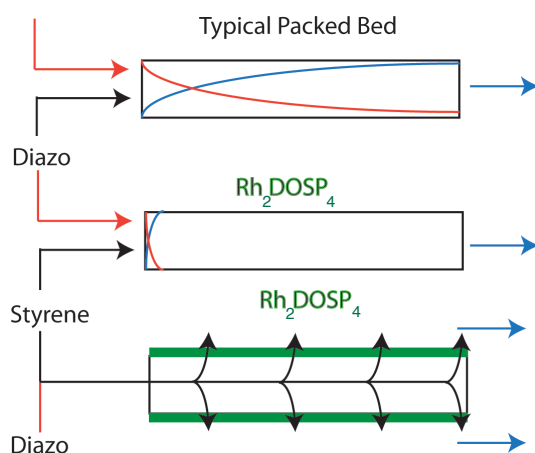 Typical Packed Bed
Diazo
Rh2DOSP4
Rh2DOSP4
Styrene
Diazo